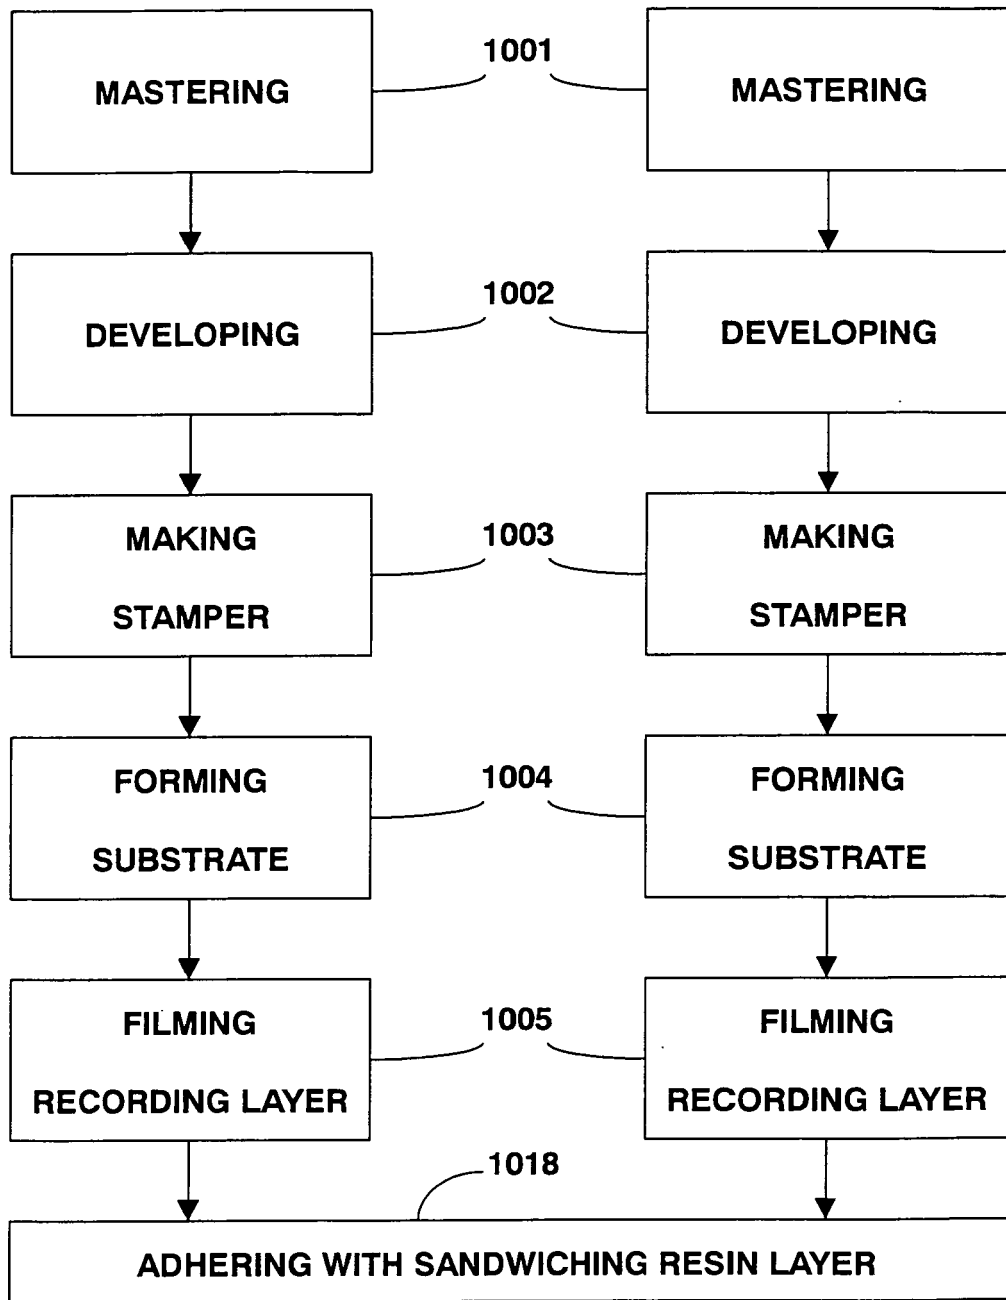 1001
MASTERING
MASTERING
1002
DEVELOPING
DEVELOPING
1003
MAKING
STAMPER
MAKING
STAMPER
1004
FORMING
SUBSTRATE
FORMING
SUBSTRATE
1005
FILMING
RECORDING LAYER
FILMING
RECORDING LAYER
1018
ADHERING WITH SANDWICHING RESIN LAYER